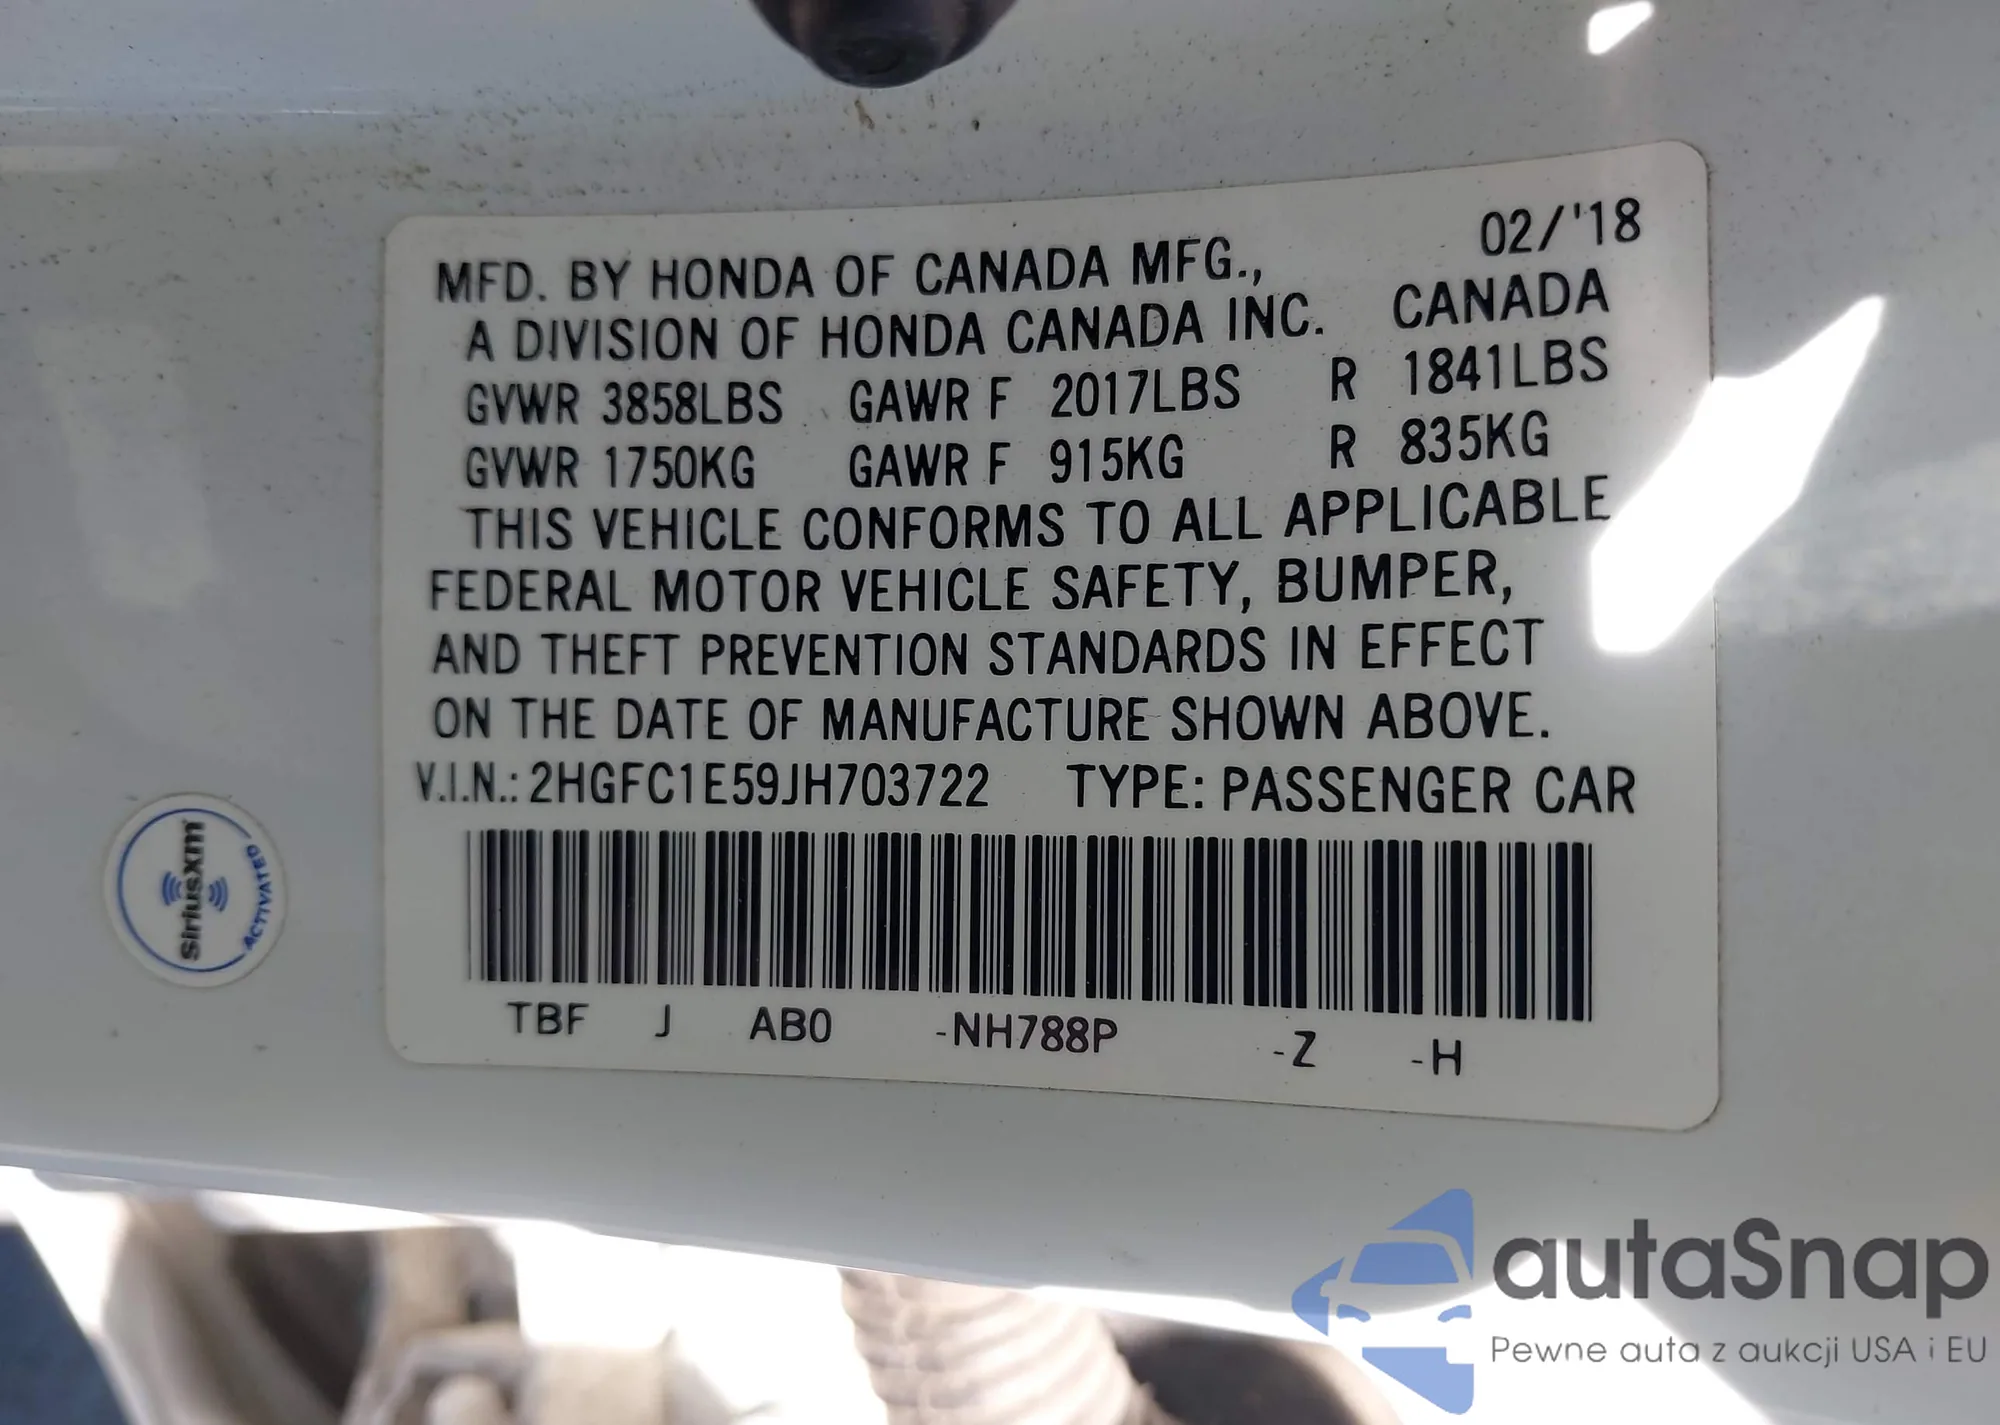 02/'18
MFD. BY HONDA OF CANADA MFG.,
A DIVISION OF HONDA CANADA INC. CANADA
GVWR 3858LBS GAWR F 2017LBS R 1841LBS
GVWR 1750KG GAWR F 915KG R 835KG
THIS VEHICLE CONFORMS TO ALL APPLICABLE
FEDERAL MOTOR VEHICLE SAFETY, BUMPER,
AND THEFT PREVENTION STANDARDS IN EFFECT
ON THE DATE OF MANUFACTURE SHOWN ABOVE.
V.I.N.: 2HGFC1E59JH703722 TYPE: PASSENGER CAR
TBF J AB0 -NH788P -Z -H
SiriusXM
ACTIVATED
autaSnap
Pewne auta z aukcji USA i EU